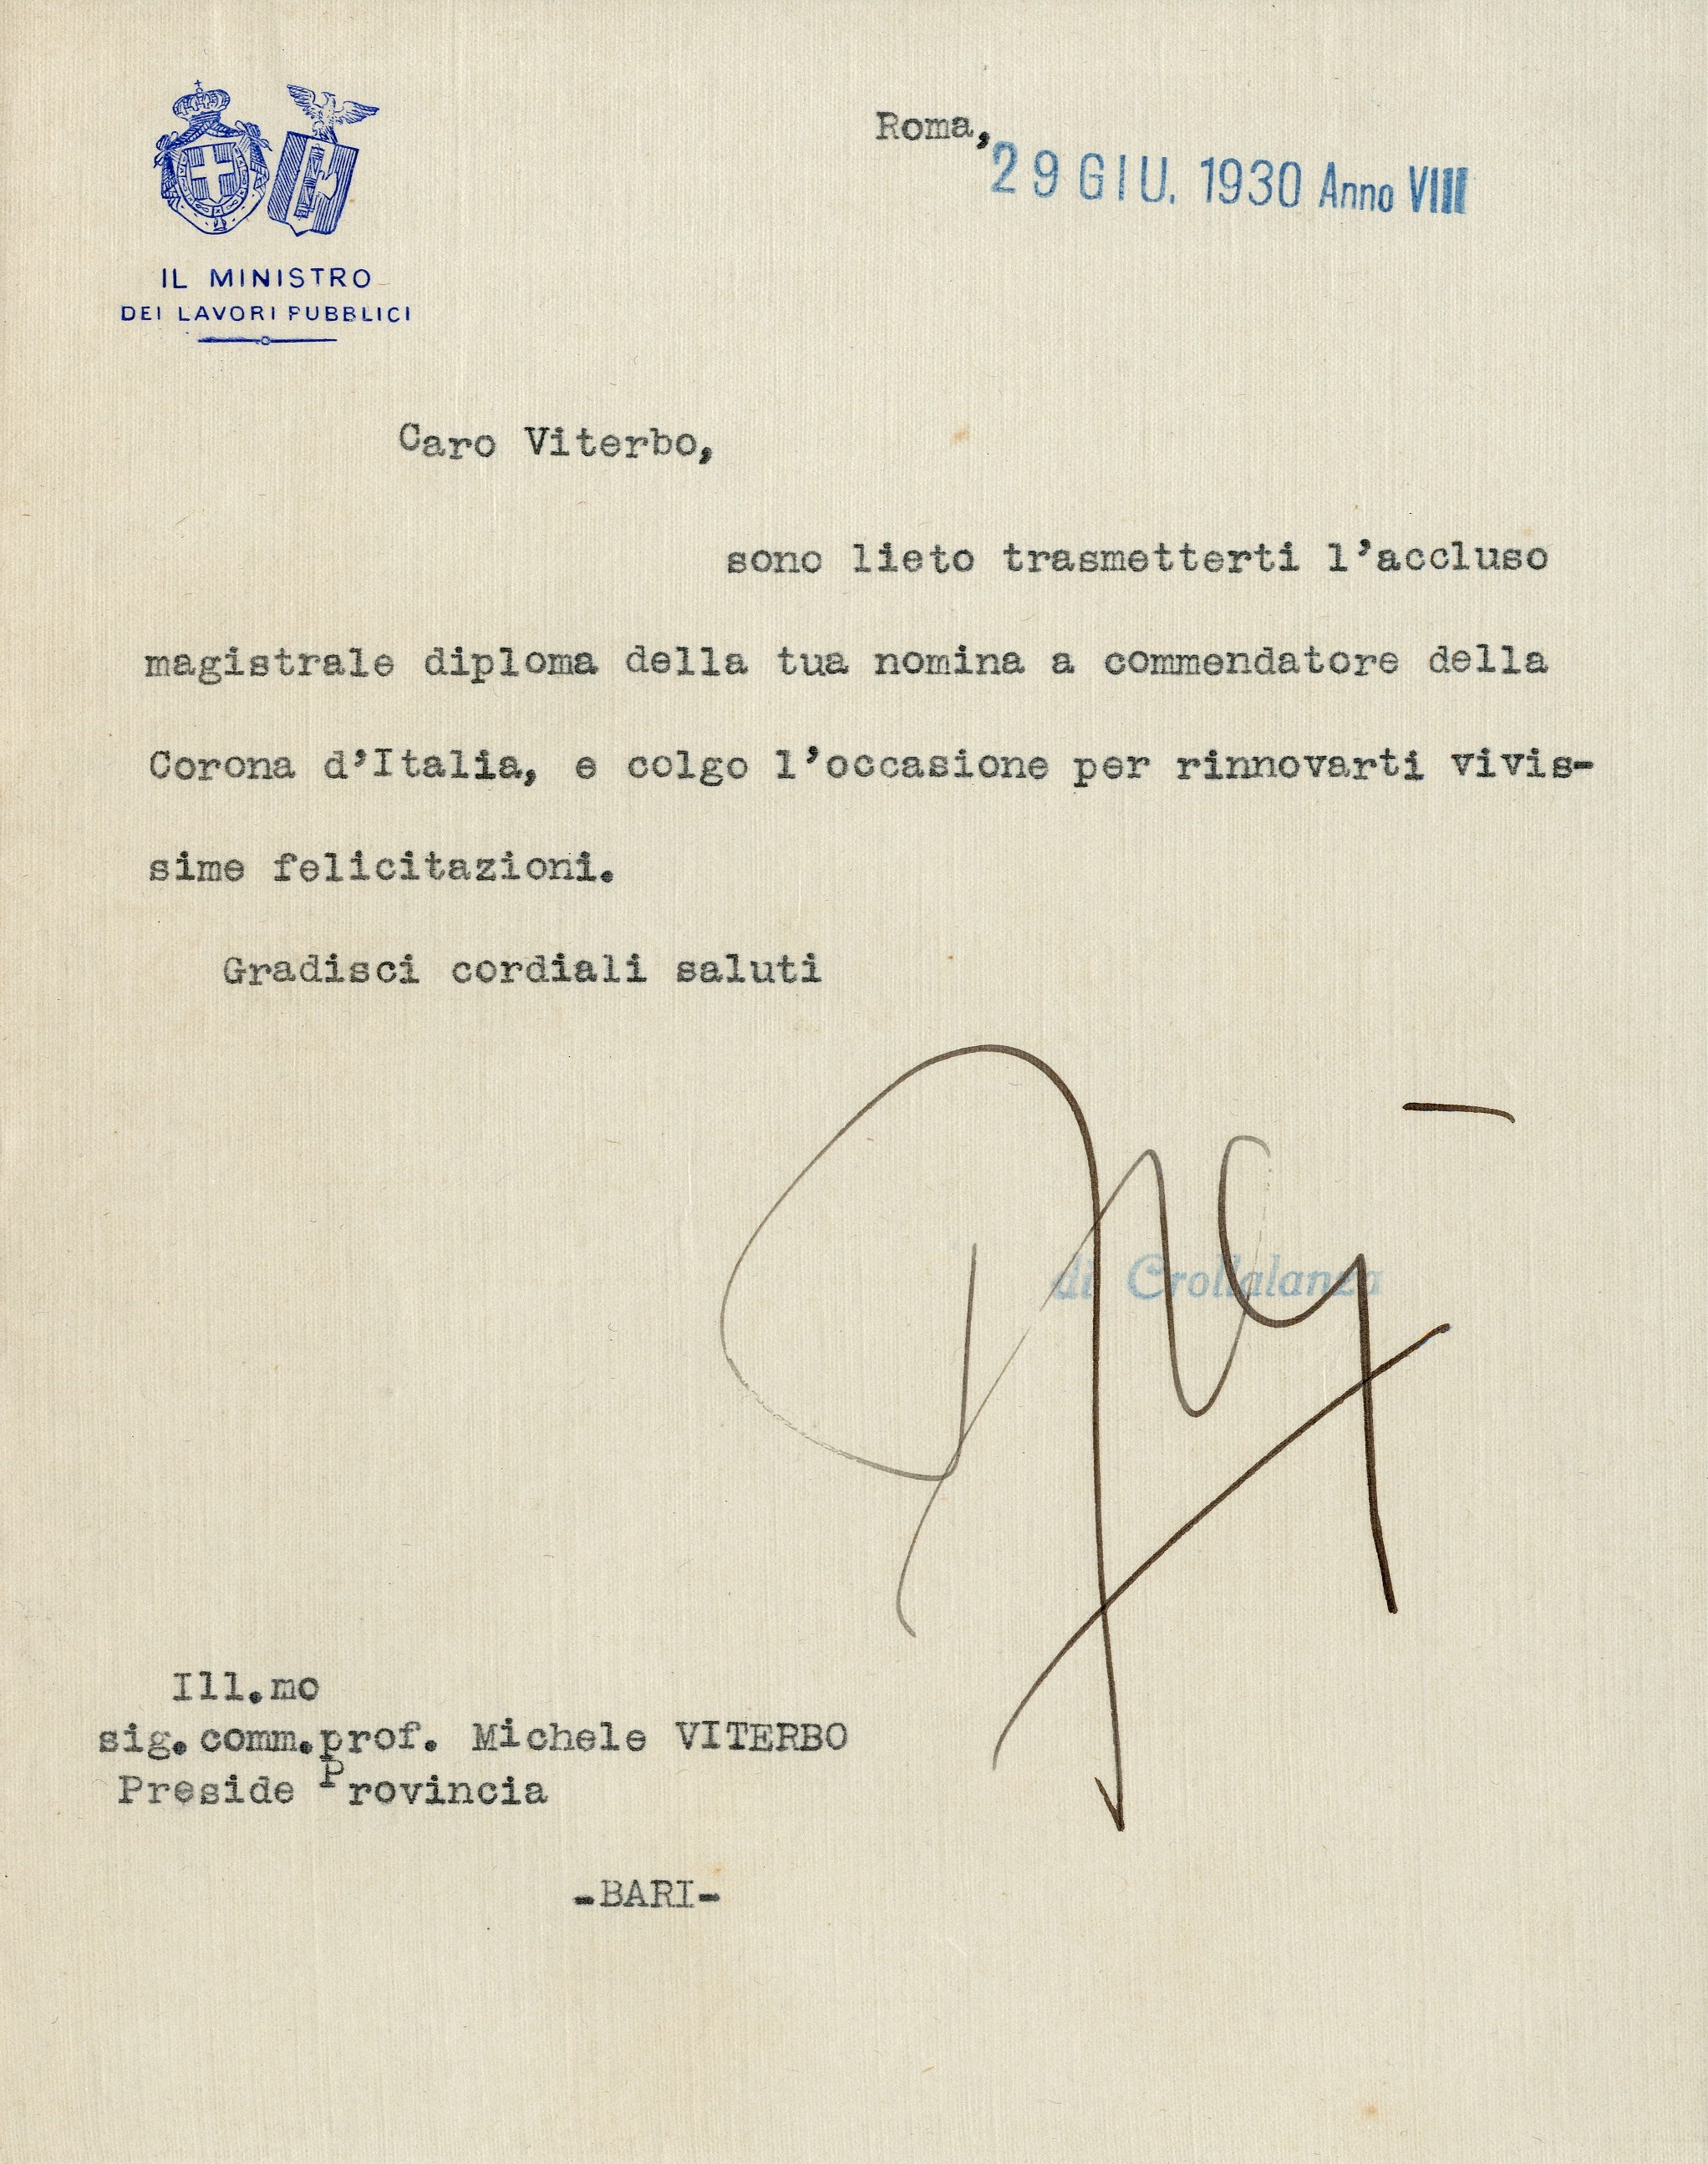 Roma, 29 GIU. 1930 Anno VIII
IL MINISTRO
DEI LAVORI PUBBLICI
Caro Viterbo,
sono lieto trasmetterti l'accluso
magistrale diploma della tua nomina a commendatore della
Corona d'Italia, e colgo l'occasione per rinnovarti vivis-
sime felicitazioni.
Gradisci cordiali saluti
di Crollalanza
Ill.mo
sig.comm.prof. Michele VITERBO
Preside Provincia
-BARI-